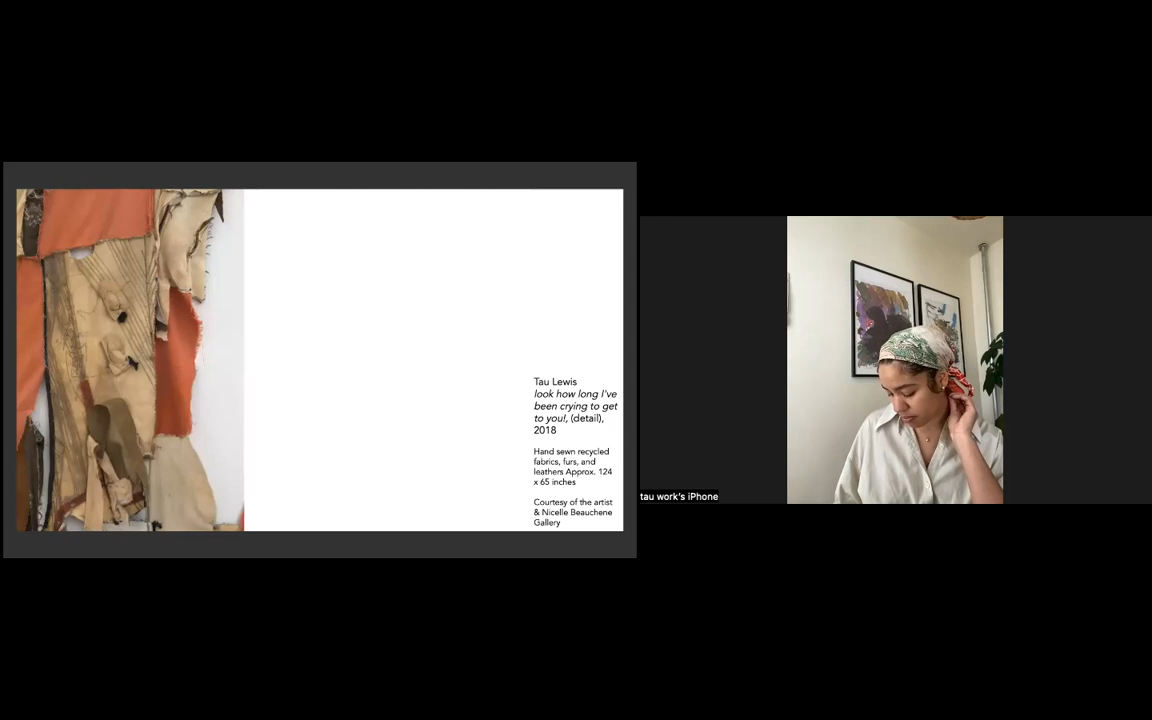 Tau Lewis
look how long I've
been crying to get
to you!, (detail),
2018
Hand sewn recycled
fabrics, furs, and
leathers Approx. 124
x 65 inches
Courtesy of the artist
& Nicelle Beauchene
Gallery
tau work's iPhone